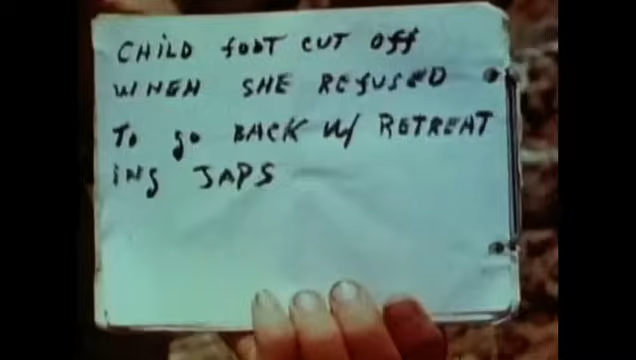 CHILD FOOT CUT OFF
WHEN SHE REFUSED
TO go BACK W/ RETREAT
ING JAPS